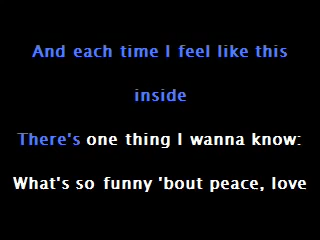 And each time I feel like this
inside
There's one thing I wanna know:
What's so funny 'bout peace, love